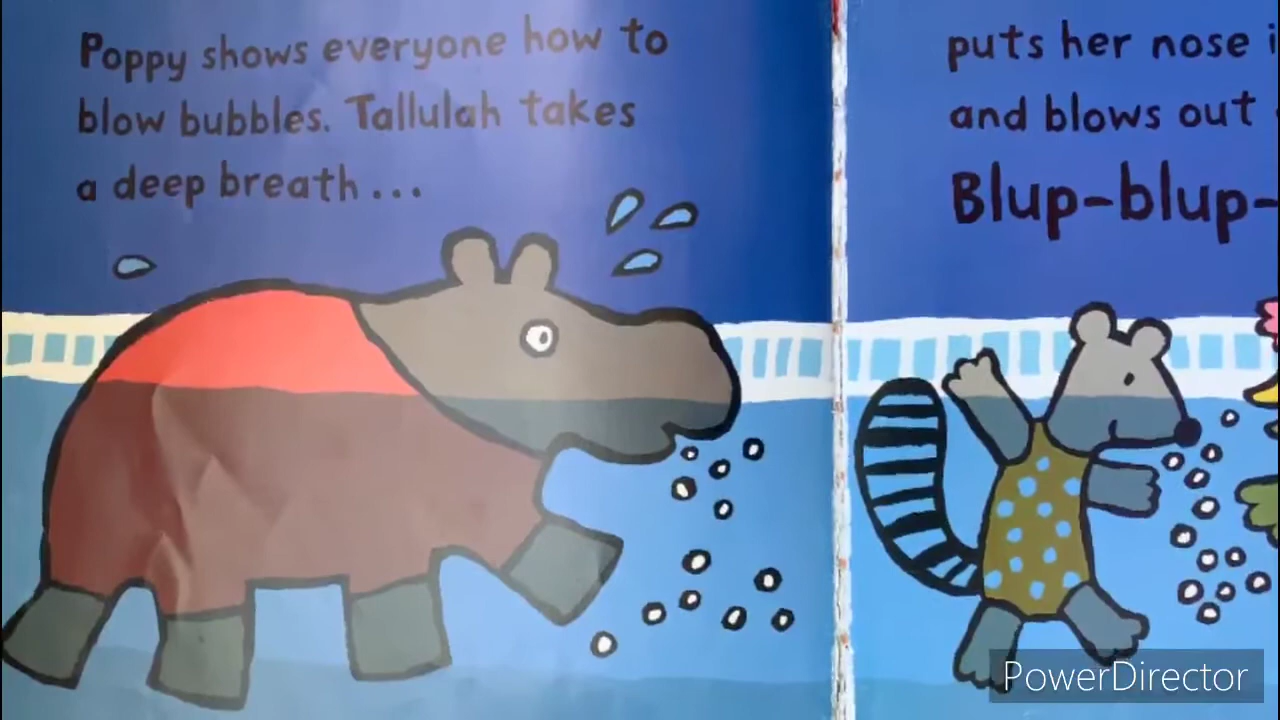 Poppy shows everyone how to
blow bubbles. Tallulah takes
a deep breath...
puts her nose
and blows out
Blup-blup-
PowerDirector